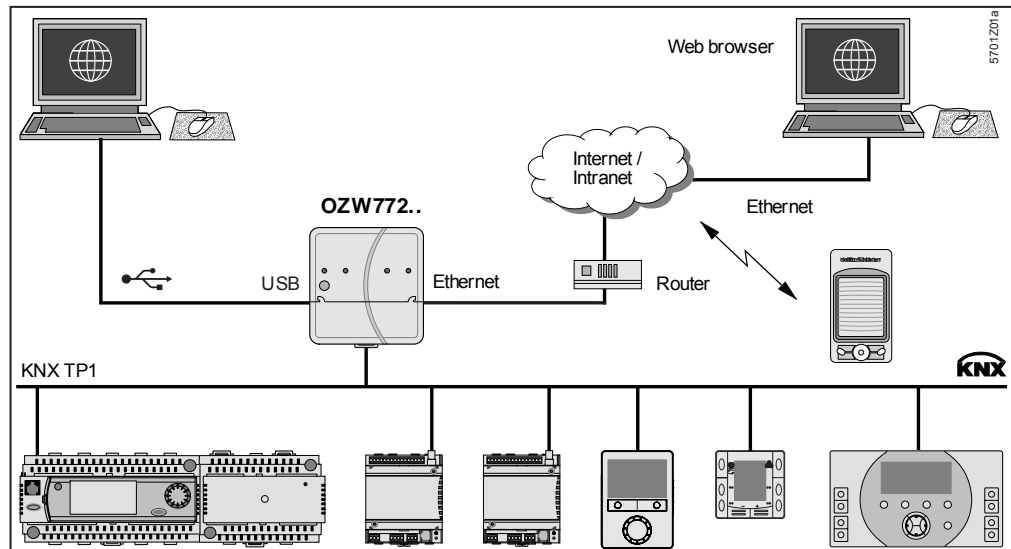 Web browser
5701Z01a
Internet /
Intranet
OZW772..
Ethernet
USB
Ethernet
Router
KNX TP1
KNX